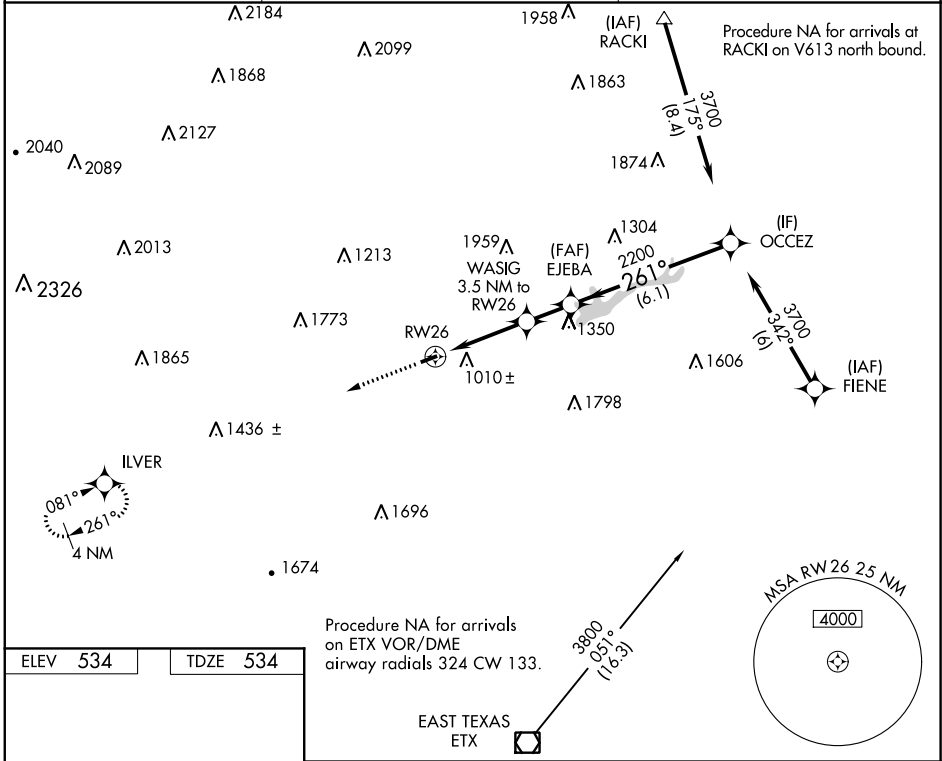 2184
1958
(IAF)
RACKI
Procedure NA for arrivals at
RACKI on V613 north bound.
2099
1868
1863
3700
175°
(8.4)
2127
2040
2089
1874
2013
1213
1959
1304
(FAF)
EJEBA
(IF)
OCCEZ
2200
261°
(6.1)
WASIG
3.5 NM to
RW26
2326
1773
RW26
1350
3700
342°
(6)
1865
1010 ±
1606
(IAF)
FIENE
1798
1436 ±
ILVER
081°
261°
4 NM
1696
1674
MSA RW26 25 NM
4000
Procedure NA for arrivals
on ETX VOR/DME
airway radials 324 CW 133.
3800
051°
(16.3)
ELEV 534
TDZE 534
EAST TEXAS
ETX